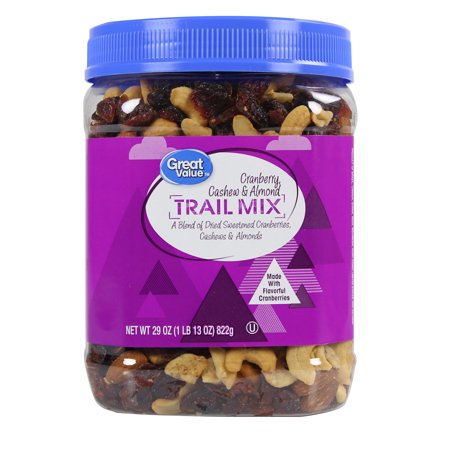 Great
Value™
Cranberry,
Cashew & Almond
TRAIL MIX
A Blend of Dried Sweetened Cranberries,
Cashews & Almonds
Made
With
Flavorful
Cranberries
NET WT 29 OZ (1 LB 13 OZ) 822g
U